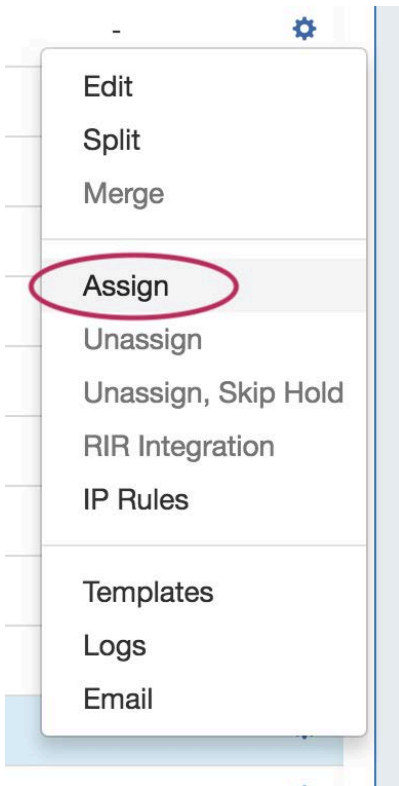 -
Edit
Split
Merge
Assign
Unassign
Unassign, Skip Hold
RIR Integration
IP Rules
Templates
Logs
Email